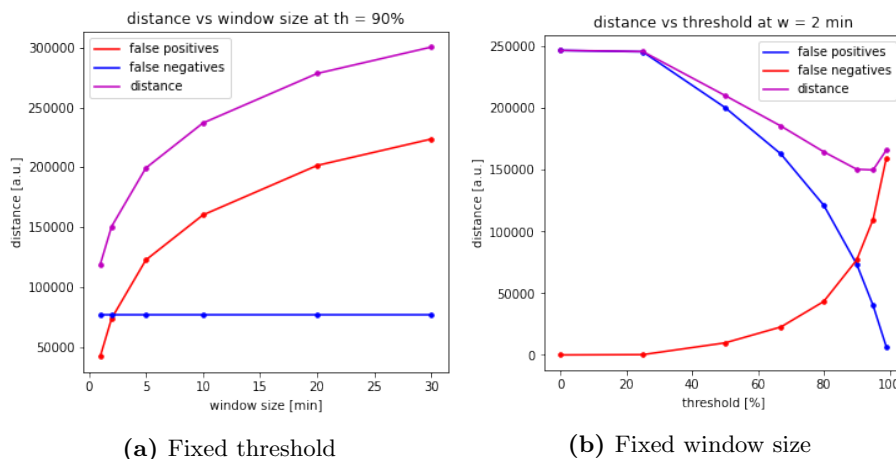 distance vs window size at th = 90%
300000
250000
200000
150000
100000
50000
distance [a.u.]
false positives
false negatives
distance
0
5
10
15
20
25
30
window size [min]
(a) Fixed threshold
distance vs threshold at w = 2 min
250000
200000
150000
100000
50000
0
distance [a.u.]
false positives
false negatives
distance
0
20
40
60
80
100
threshold [%]
(b) Fixed window size